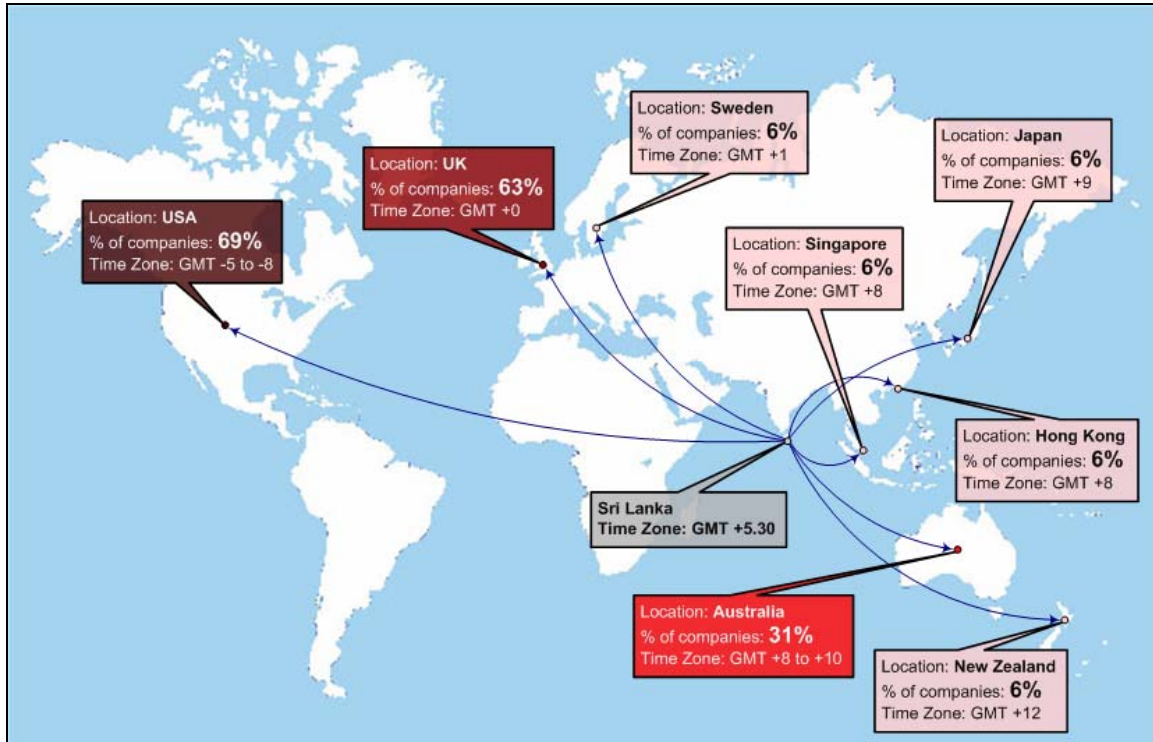 Location: Sweden
% of companies: 6%
Time Zone: GMT +1
Location: Japan
% of companies: 6%
Time Zone: GMT +9
Location: UK
% of companies: 63%
Time Zone: GMT +0
Location: USA
% of companies: 69%
Time Zone: GMT -5 to -8
Location: Singapore
% of companies: 6%
Time Zone: GMT +8
Location: Hong Kong
% of companies: 6%
Time Zone: GMT +8
Sri Lanka
Time Zone: GMT +5.30
Location: Australia
% of companies: 31%
Time Zone: GMT +8 to +10
Location: New Zealand
% of companies: 6%
Time Zone: GMT +12